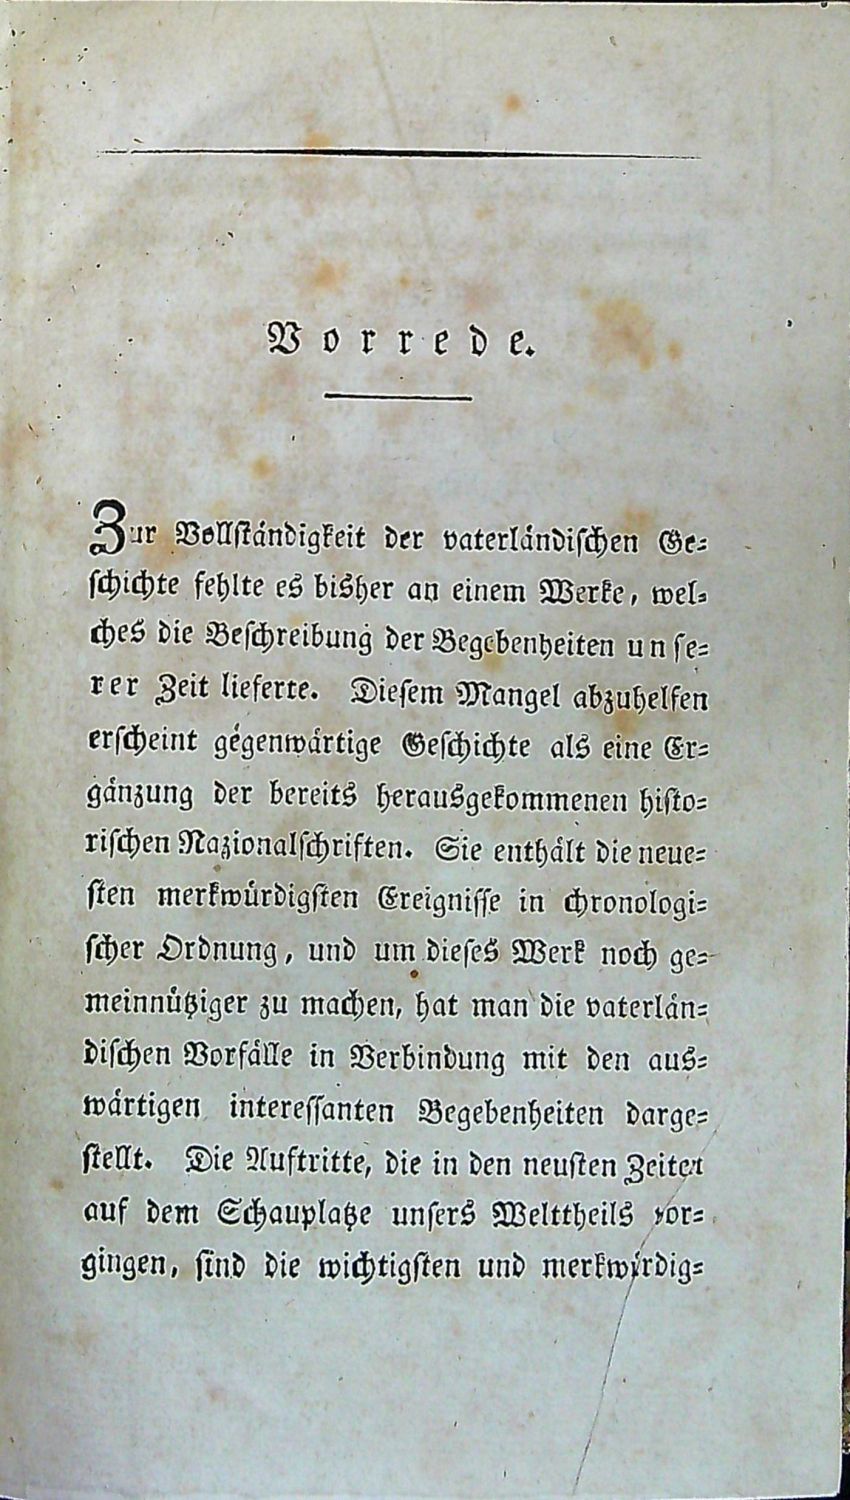 Vorrede.
Zur Vollständigkeit der vaterländischen Ge-
schichte fehlte es bisher an einem Werke, wel-
ches die Beschreibung der Begebenheiten unse-
rer Zeit lieferte. Diesem Mangel abzuhelfen
erscheint gegenwärtige Geschichte als eine Er-
gänzung der bereits herausgekommenen histo-
rischen Nazionalschriften. Sie enthält die neue-
sten merkwürdigsten Ereignisse in chronologi-
scher Ordnung, und um dieses Werk noch ge-
meinnütziger zu machen, hat man die vaterlän-
dischen Vorfälle in Verbindung mit den aus-
wärtigen interessanten Begebenheiten darge-
stellt. Die Auftritte, die in den neusten Zeiten
auf dem Schauplatze unsers Welttheils vor-
gingen, sind die wichtigsten und merkwürdig-